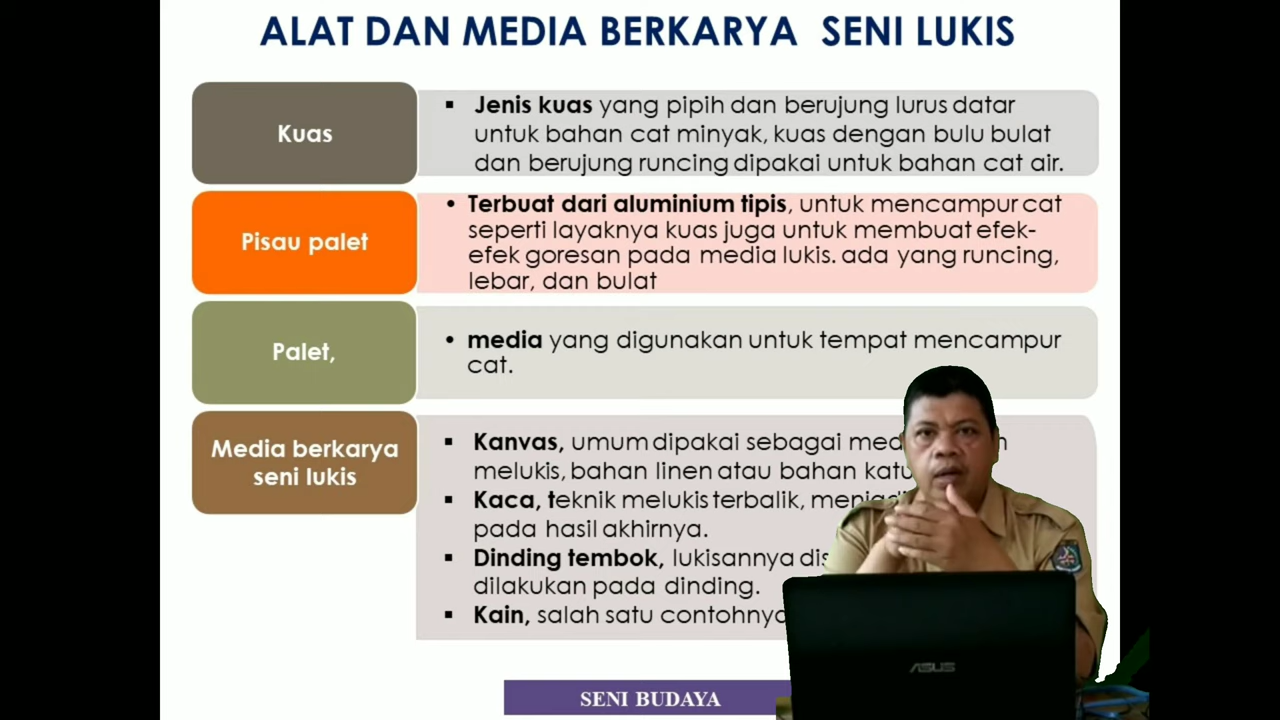 ALAT DAN MEDIA BERKARYA SENI LUKIS
Kuas
▪ Jenis kuas yang pipih dan berujung lurus datar
untuk bahan cat minyak, kuas dengan bulu bulat
dan berujung runcing dipakai untuk bahan cat air.
Pisau palet
• Terbuat dari aluminium tipis, untuk mencampur cat
seperti layaknya kuas juga untuk membuat efek-
efek goresan pada media lukis. ada yang runcing,
lebar, dan bulat
Palet,
• media yang digunakan untuk tempat mencampur
cat.
Media berkarya
seni lukis
▪ Kanvas, umum dipakai sebagai
melukis, bahan linen atau bahan
▪ Kaca, teknik melukis terbalik,
pada hasil akhirnya.
▪ Dinding tembok, lukisannya
dilakukan pada dinding.
▪ Kain, salah satu
SENI BUDAYA
ASUS